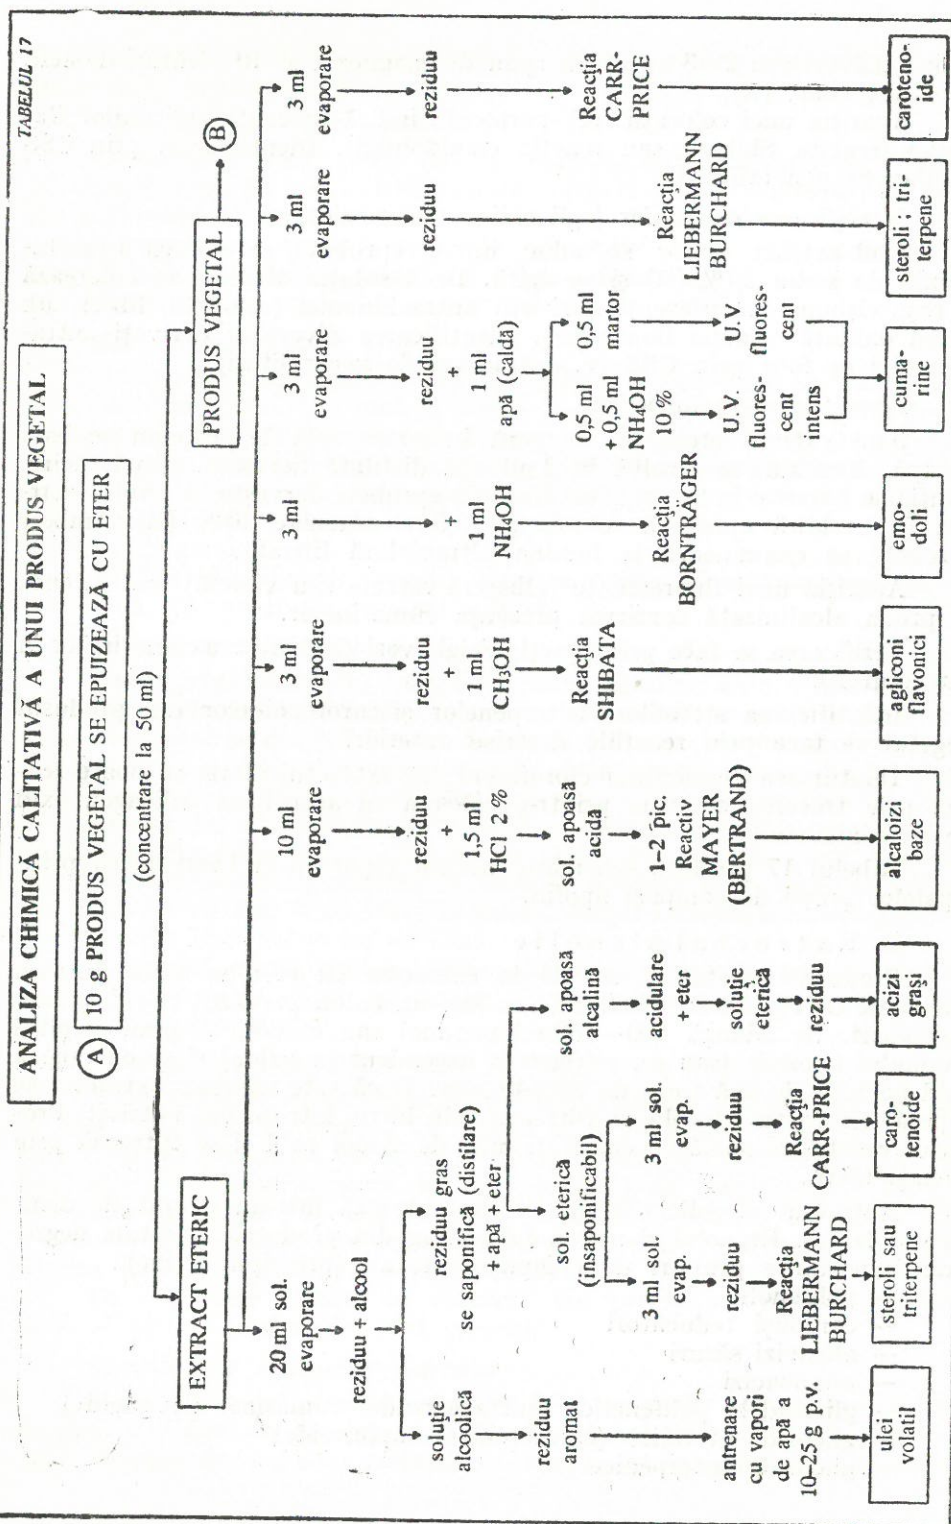 TABELUL 17
ANALIZA CHIMICĂ CALITATIVĂ A UNUI PRODUS VEGETAL
A
10 g PRODUS VEGETAL SE EPUIZEAZĂ CU ETER
(concentrare la 50 ml)
EXTRACT ETERIC
PRODUS VEGETAL
B
20 ml sol.
evaporare
reziduu + alcool
soluție
alcoolică
reziduu
aromat
antrenare
cu vapori
de apă a
10–25 g p.v.
ulei
volatil
reziduu gras
se saponifică (distilare)
+ apă + eter
sol. eterică
(insaponificabil)
3 ml sol.
evap.
reziduu
Reacția
LIEBERMANN
BURCHARD
steroli sau
triterpene
3 ml sol.
evap.
reziduu
Reacția
CARR-PRICE
caro-
tenoide
sol. apoasă
alcalină
acidulare
+ eter
soluție
eterică
reziduu
acizi
grași
10 ml
evaporare
reziduu
+
1,5 ml
HCl 2%
sol. apoasă
acidă
1–2 pic.
Reactiv
MAYER
(BERTRAND)
alcaloizi
baze
3 ml
evaporare
reziduu
+
1 ml
CH3OH
Reacția
SHIBATA
agliconi
flavonici
3 ml
+
1 ml
NH4OH
Reacția
BORNTRÄGER
emo-
doli
3 ml
evaporare
reziduu
+
1 ml
apă (caldă)
0,5 ml
+ 0,5 ml
NH4OH
10%
U.V.
fluores-
cent
intens
0,5 ml
martor
U.V.
fluores-
cent
cuma-
rine
3 ml
evaporare
reziduu
Reacția
LIEBERMANN
BURCHARD
steroli ; tri-
terpene
3 ml
evaporare
reziduu
Reacția
CARR-
PRICE
caroteno-
ide